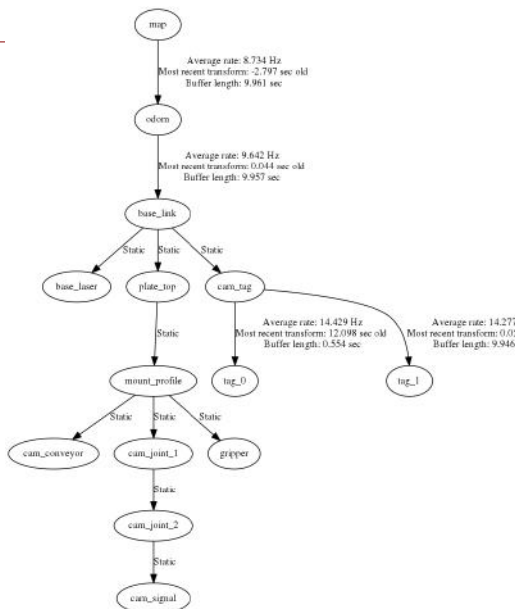 map
Average rate: 8.734 Hz
Most recent transform: -2.797 sec old
Buffer length: 9.961 sec
odom
Average rate: 9.642 Hz
Most recent transform: 0.044 sec old
Buffer length: 9.957 sec
base_link
Static
Static
Static
base_laser
plate_top
cam_tag
Static
Average rate: 14.429 Hz
Most recent transform: 12.098 sec old
Buffer length: 0.554 sec
Average rate: 14.277
Most recent transform: 0.05
Buffer length: 9.946
mount_profile
tag_0
tag_1
Static
Static
Static
cam_conveyor
cam_joint_1
gripper
Static
cam_joint_2
Static
cam_signal